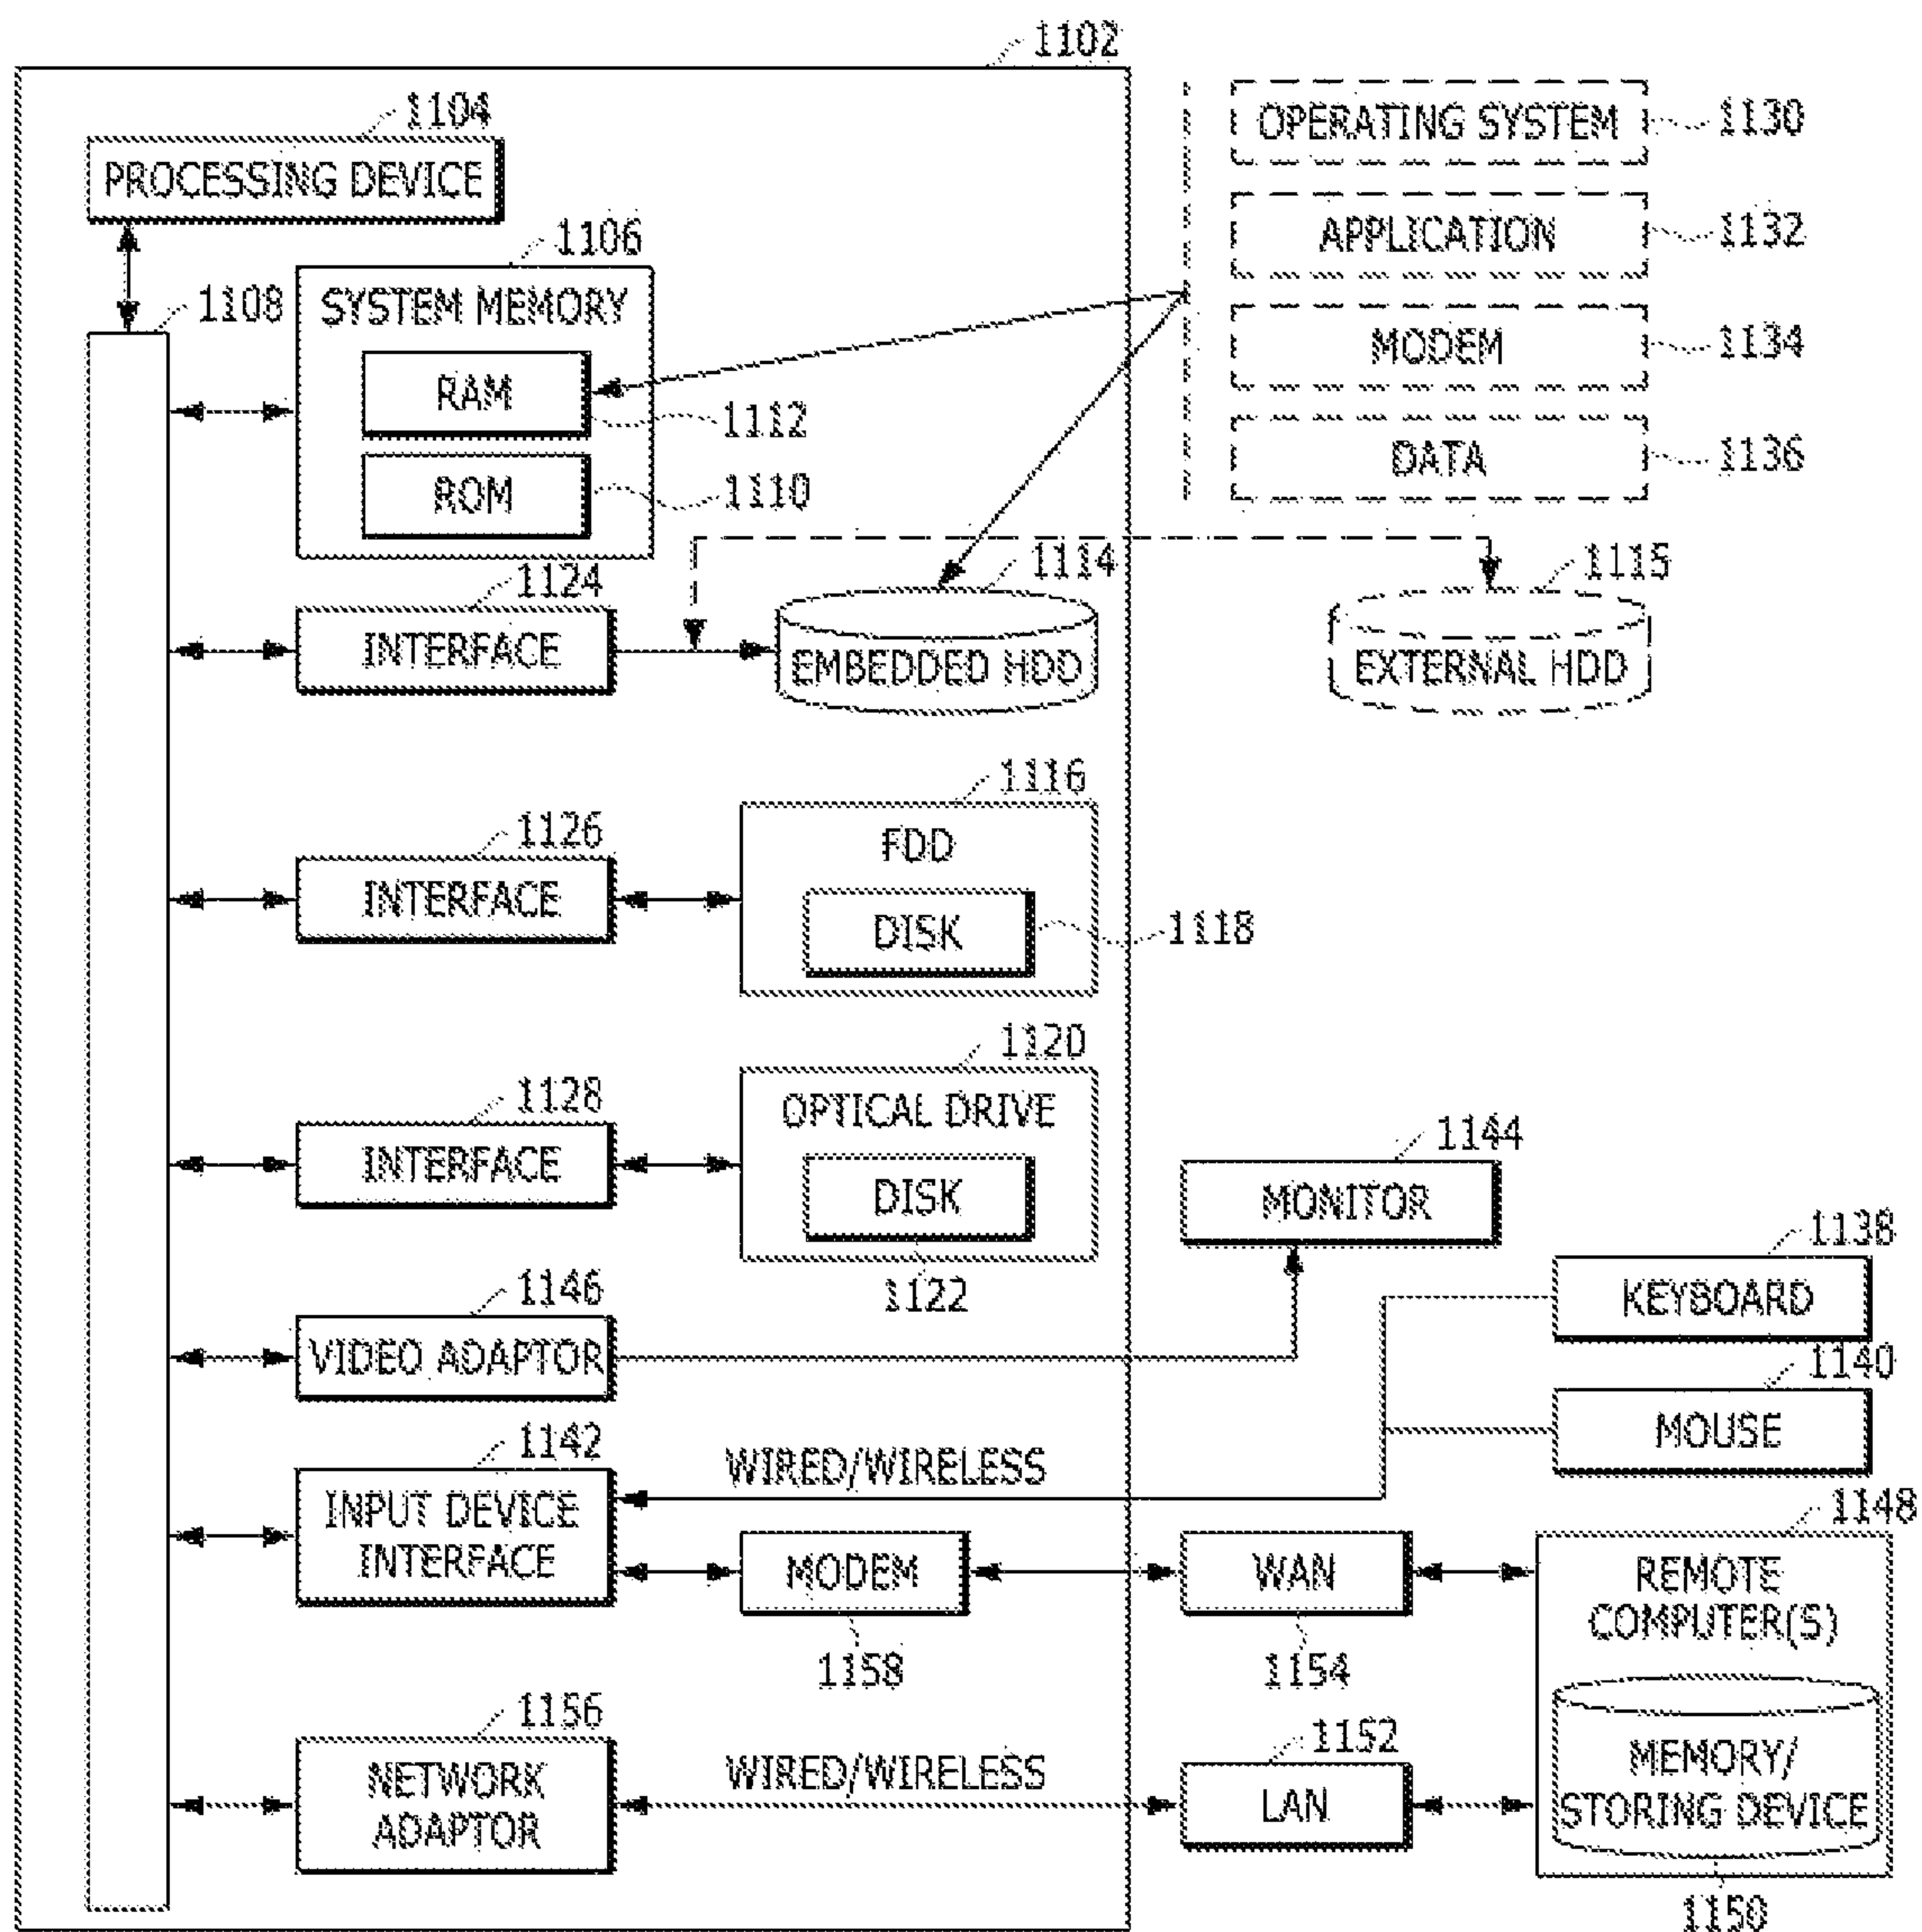 1102
1104
PROCESSING DEVICE
OPERATING SYSTEM
1130
APPLICATION
1132
MODEM
1134
DATA
1136
1106
SYSTEM MEMORY
1108
RAM
1112
ROM
1110
1124
INTERFACE
1114
EMBEDDED HDD
1115
EXTERNAL HDD
1116
FDD
1126
INTERFACE
DISK
1118
1120
OPTICAL DRIVE
1128
INTERFACE
DISK
1122
1144
MONITOR
1138
KEYBOARD
1146
VIDEO ADAPTOR
1140
MOUSE
1142
INPUT DEVICE
INTERFACE
WIRED/WIRELESS
MODEM
1158
WAN
1154
1148
REMOTE
COMPUTER(S)
1156
NETWORK
ADAPTOR
WIRED/WIRELESS
1152
LAN
MEMORY/
STORING DEVICE
1150